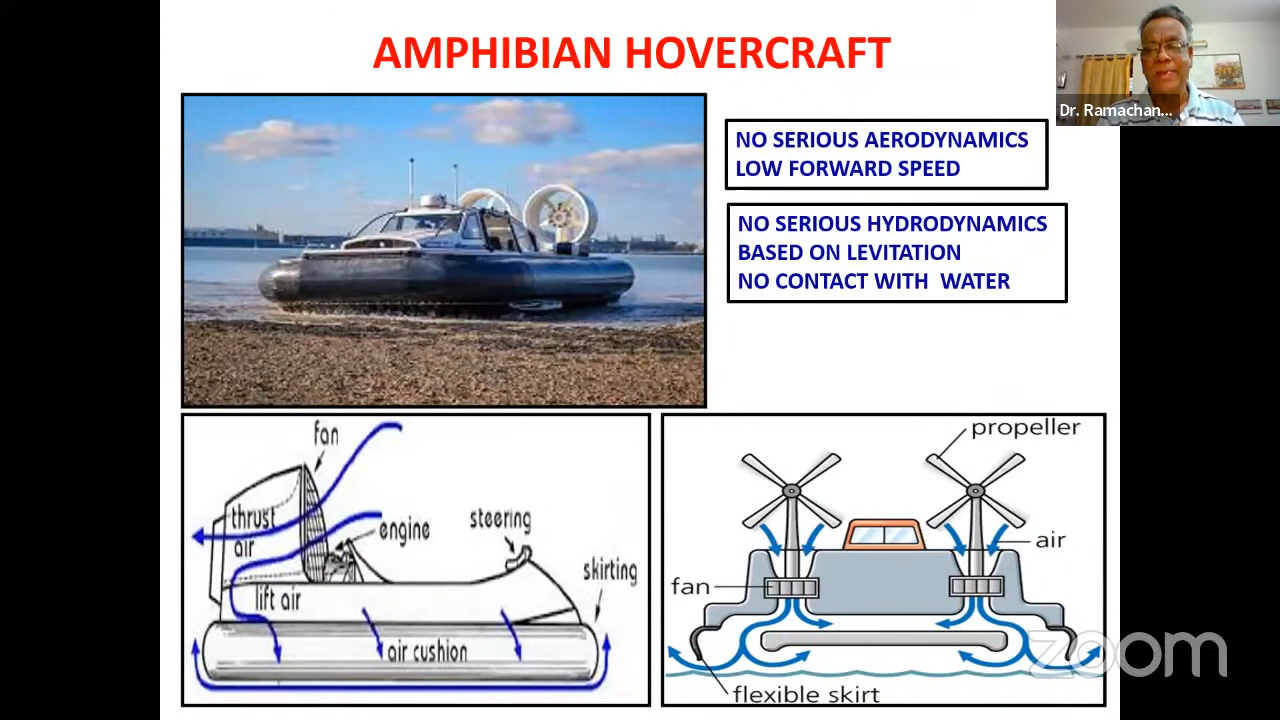 AMPHIBIAN HOVERCRAFT
Dr. Ramachan...
NO SERIOUS AERODYNAMICS
LOW FORWARD SPEED
NO SERIOUS HYDRODYNAMICS
BASED ON LEVITATION
NO CONTACT WITH WATER
fan
thrust
air
engine
steering
skirting
lift air
air cushion
propeller
air
fan
flexible skirt
zoom